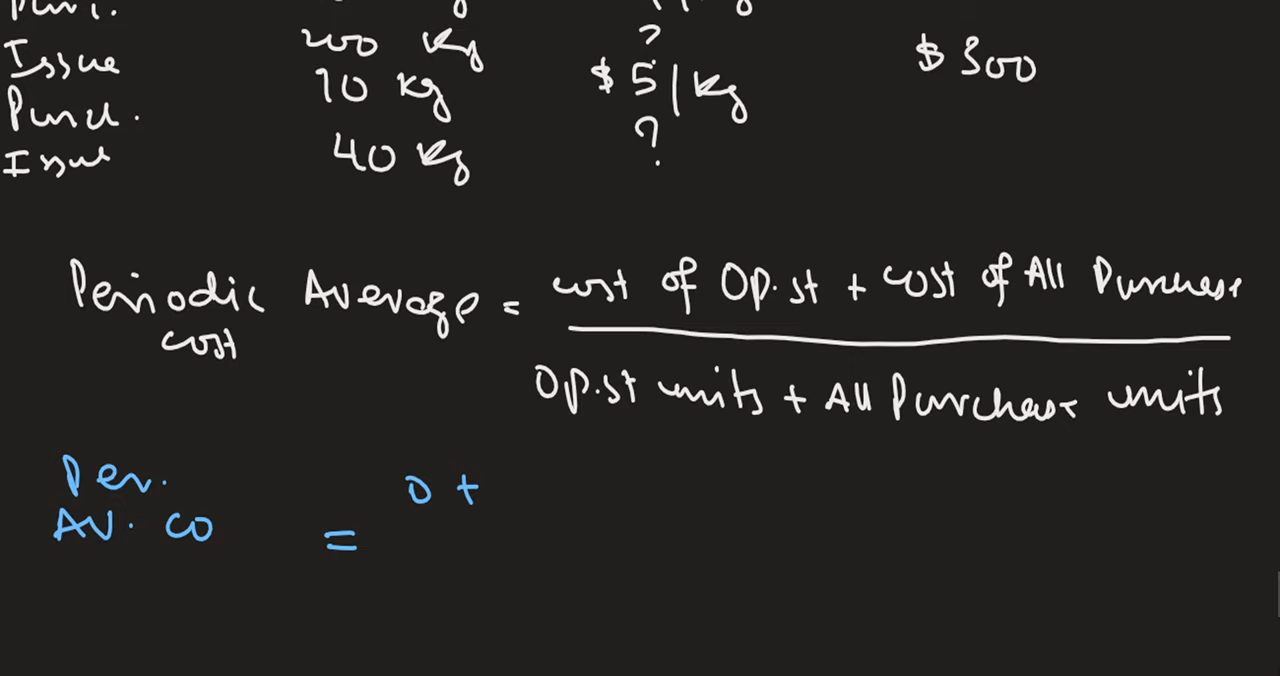 Issue 200 kg ? $ 300
Purch. 10 kg $ 5/kg
Issue 40 kg ?
Periodic Average = cost of Op.st + cost of All Purchase
cost
Op.st units + All Purchase units
Per. 0 +
AV. CO =